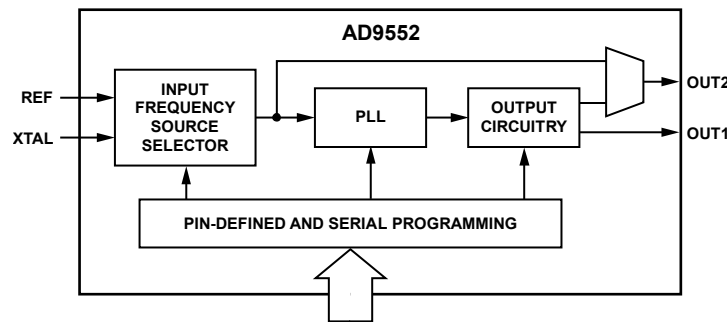 AD9552
REF
XTAL
INPUT
FREQUENCY
SOURCE
SELECTOR
PLL
OUTPUT
CIRCUITRY
OUT2
OUT1
PIN-DEFINED AND SERIAL PROGRAMMING